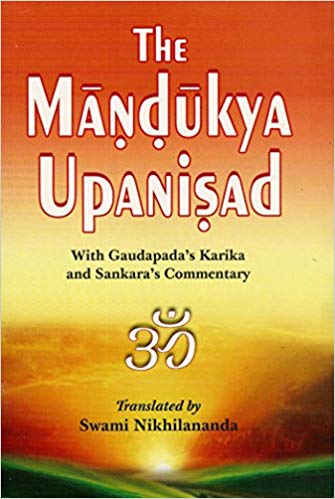 The
Māṇḍūkya
Upaniṣad
With Gaudapada's Karika
and Sankara's Commentary
ॐ
Translated by
Swami Nikhilananda